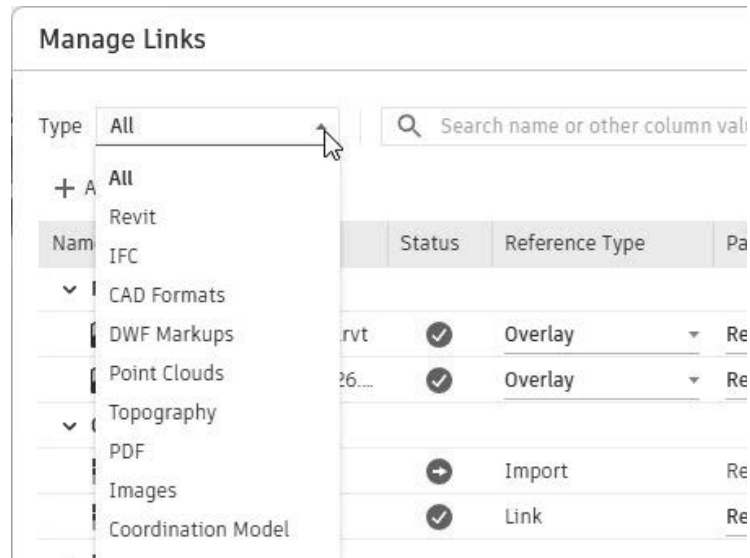 Manage Links
Type All
Search name or other column
All
Revit
IFC
CAD Formats
DWF Markups
Point Clouds
Topography
PDF
Images
Coordination Model
Status Reference Type
.rvt Overlay
26.... Overlay
Import
Link